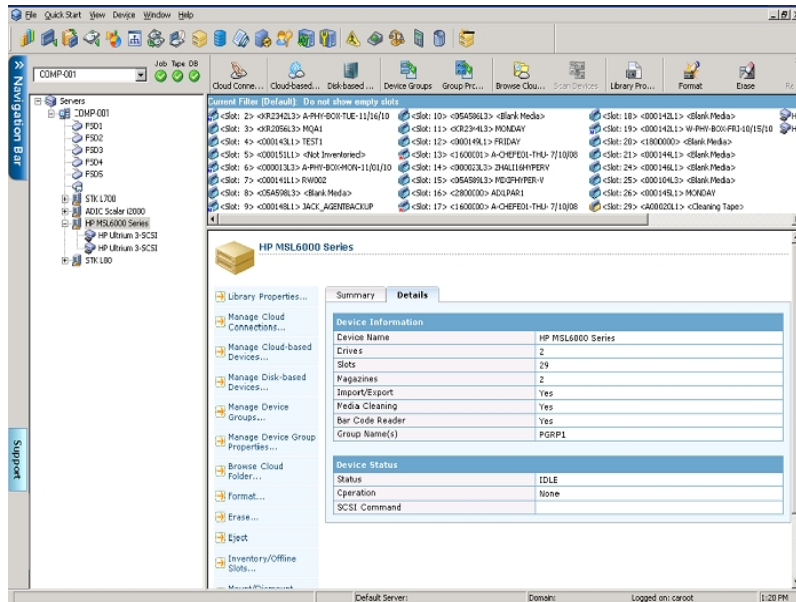 File Quick Start View Device Window Help
Job Tape DB
COMP-001
Cloud Conne... Cloud-based... Disk-based ... Device Groups Group Pro... Browse Clou... Scan Devices Library Pro... Format Erase Re
Navigation Bar
Servers
COMP-001
FSD1
FSD2
FSD3
FSD4
FSD5
STK L700
ADIC Scalar i2000
HP MSL6000 Series
HP Ultrium 3-SCSI
HP Ultrium 3-SCSI
STK L80
Support
Current Filter (Default): Do not show empty slots
<Slot: 2> <KR2342L3> A-PHY-BOX-TUE-11/16/10
<Slot: 3> <KR2056L3> MQA1
<Slot: 4> <000143L1> TEST1
<Slot: 5> <000151L1> <Not Inventoried>
<Slot: 6> <000013L3> A-PHY-BOX-MON-11/01/10
<Slot: 7> <000141L1> RW002
<Slot: 8> <05A598L3> <Blank Media>
<Slot: 9> <000148L1> JACK_AGENTBACKUP
<Slot: 10> <05A586L3> <Blank Media>
<Slot: 11> <KR2344L3> MONDAY
<Slot: 12> <000149L1> FRIDAY
<Slot: 13> <1600001> A-CHEFE01-THU- 7/10/08
<Slot: 14> <000023L3> ZHALI16HYPERV
<Slot: 15> <05A589L3>
<Slot: 16> <2800000> ADLPAR1
<Slot: 17> <1600000> A-CHEFE01-THU- 7/10/08
<Slot: 18> <000142L1> <Blank Media>
<Slot: 19> <000112L1> W-PHY-BOX-FRI-10/15/10
<Slot: 20> <1800000> <Blank Media>
<Slot: 21> <000144L1> <Blank Media>
<Slot: 24> <000146L1> <Blank Media>
<Slot: 25> <000104L3> <Blank Media>
<Slot: 26> <000145L1> MONDAY
<Slot: 29> <A00020L1> <Cleaning Tape>
HP MSL6000 Series
Library Properties...
Manage Cloud
Connections...
Manage Cloud-based
Devices...
Manage Disk-based
Devices...
Manage Device
Groups...
Manage Device Group
Properties...
Browse Cloud
Folder...
Format...
Erase...
Eject
Inventory/Offline
Slots...
Mount/Dismount
Summary Details
Device Information
Device Name HP MSL6000 Series
Drives 2
Slots 29
Magazines 2
Import/Export Yes
Media Cleaning Yes
Bar Code Reader Yes
Group Name(s) PGRP1
Device Status
Status IDLE
Operation None
SCSI Command
Default Server: Domain: Logged on: caroot 1:20 PM